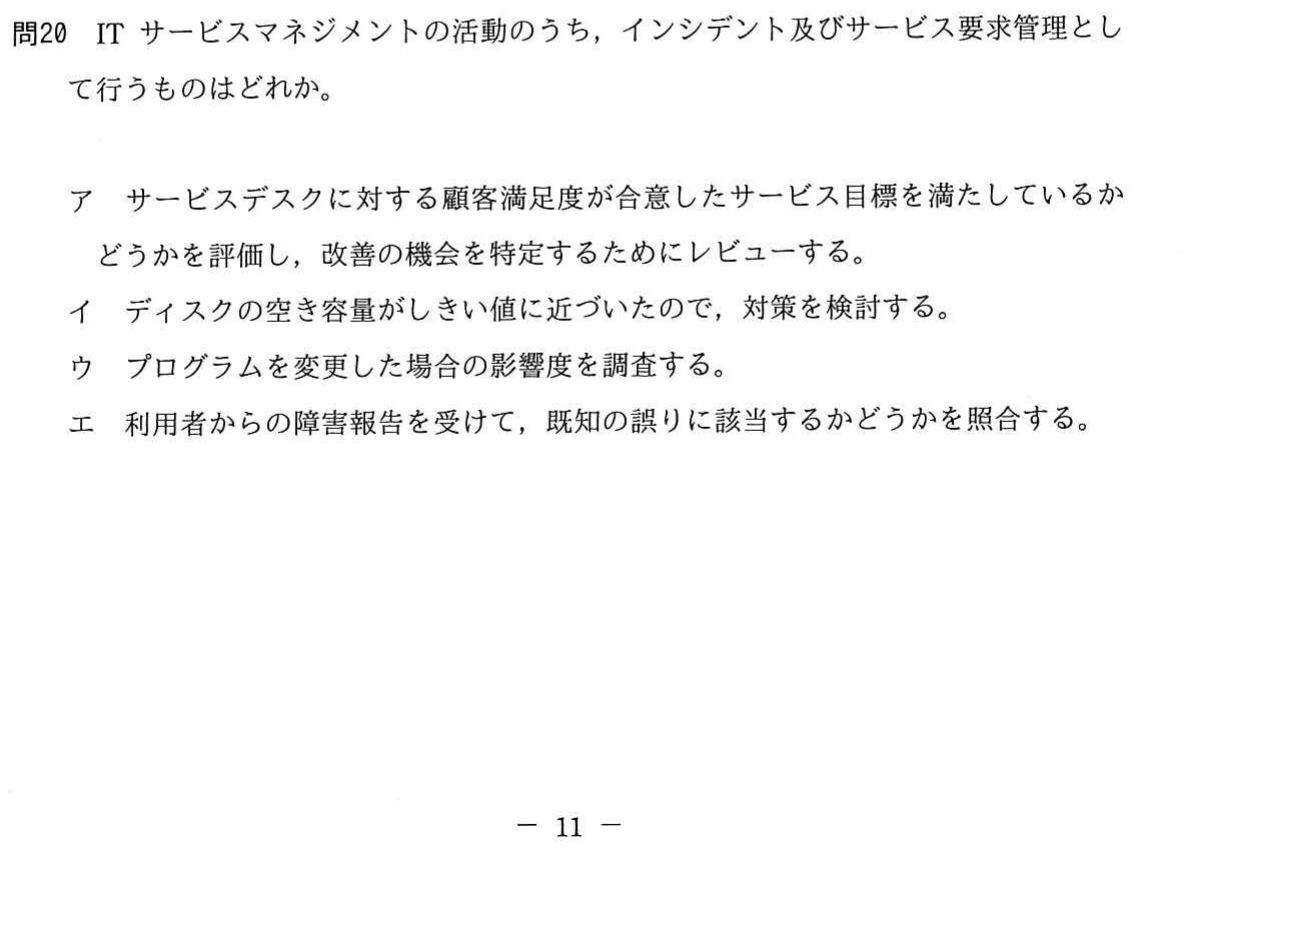 問20　IT サービスマネジメントの活動のうち，インシデント及びサービス要求管理とし
て行うものはどれか。
ア　サービスデスクに対する顧客満足度が合意したサービス目標を満たしているか
どうかを評価し，改善の機会を特定するためにレビューする。
イ　ディスクの空き容量がしきい値に近づいたので，対策を検討する。
ウ　プログラムを変更した場合の影響度を調査する。
エ　利用者からの障害報告を受けて，既知の誤りに該当するかどうかを照合する。
－ 11 －